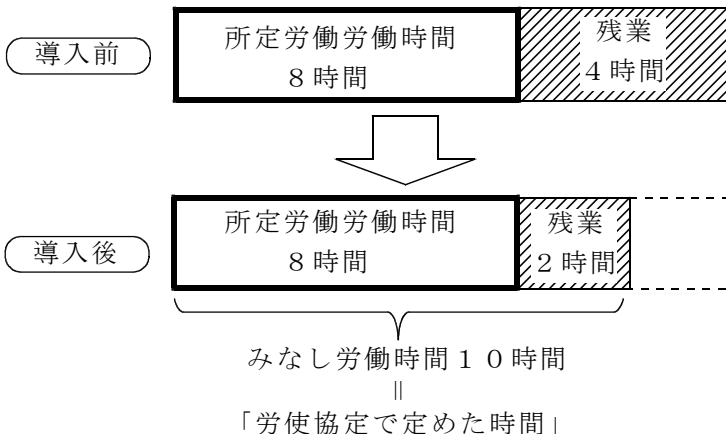 導入前
所定労働労働時間
8時間
残業
4時間
導入後
所定労働労働時間
8時間
残業
2時間
みなし労働時間10時間
||
「労使協定で定めた時間」